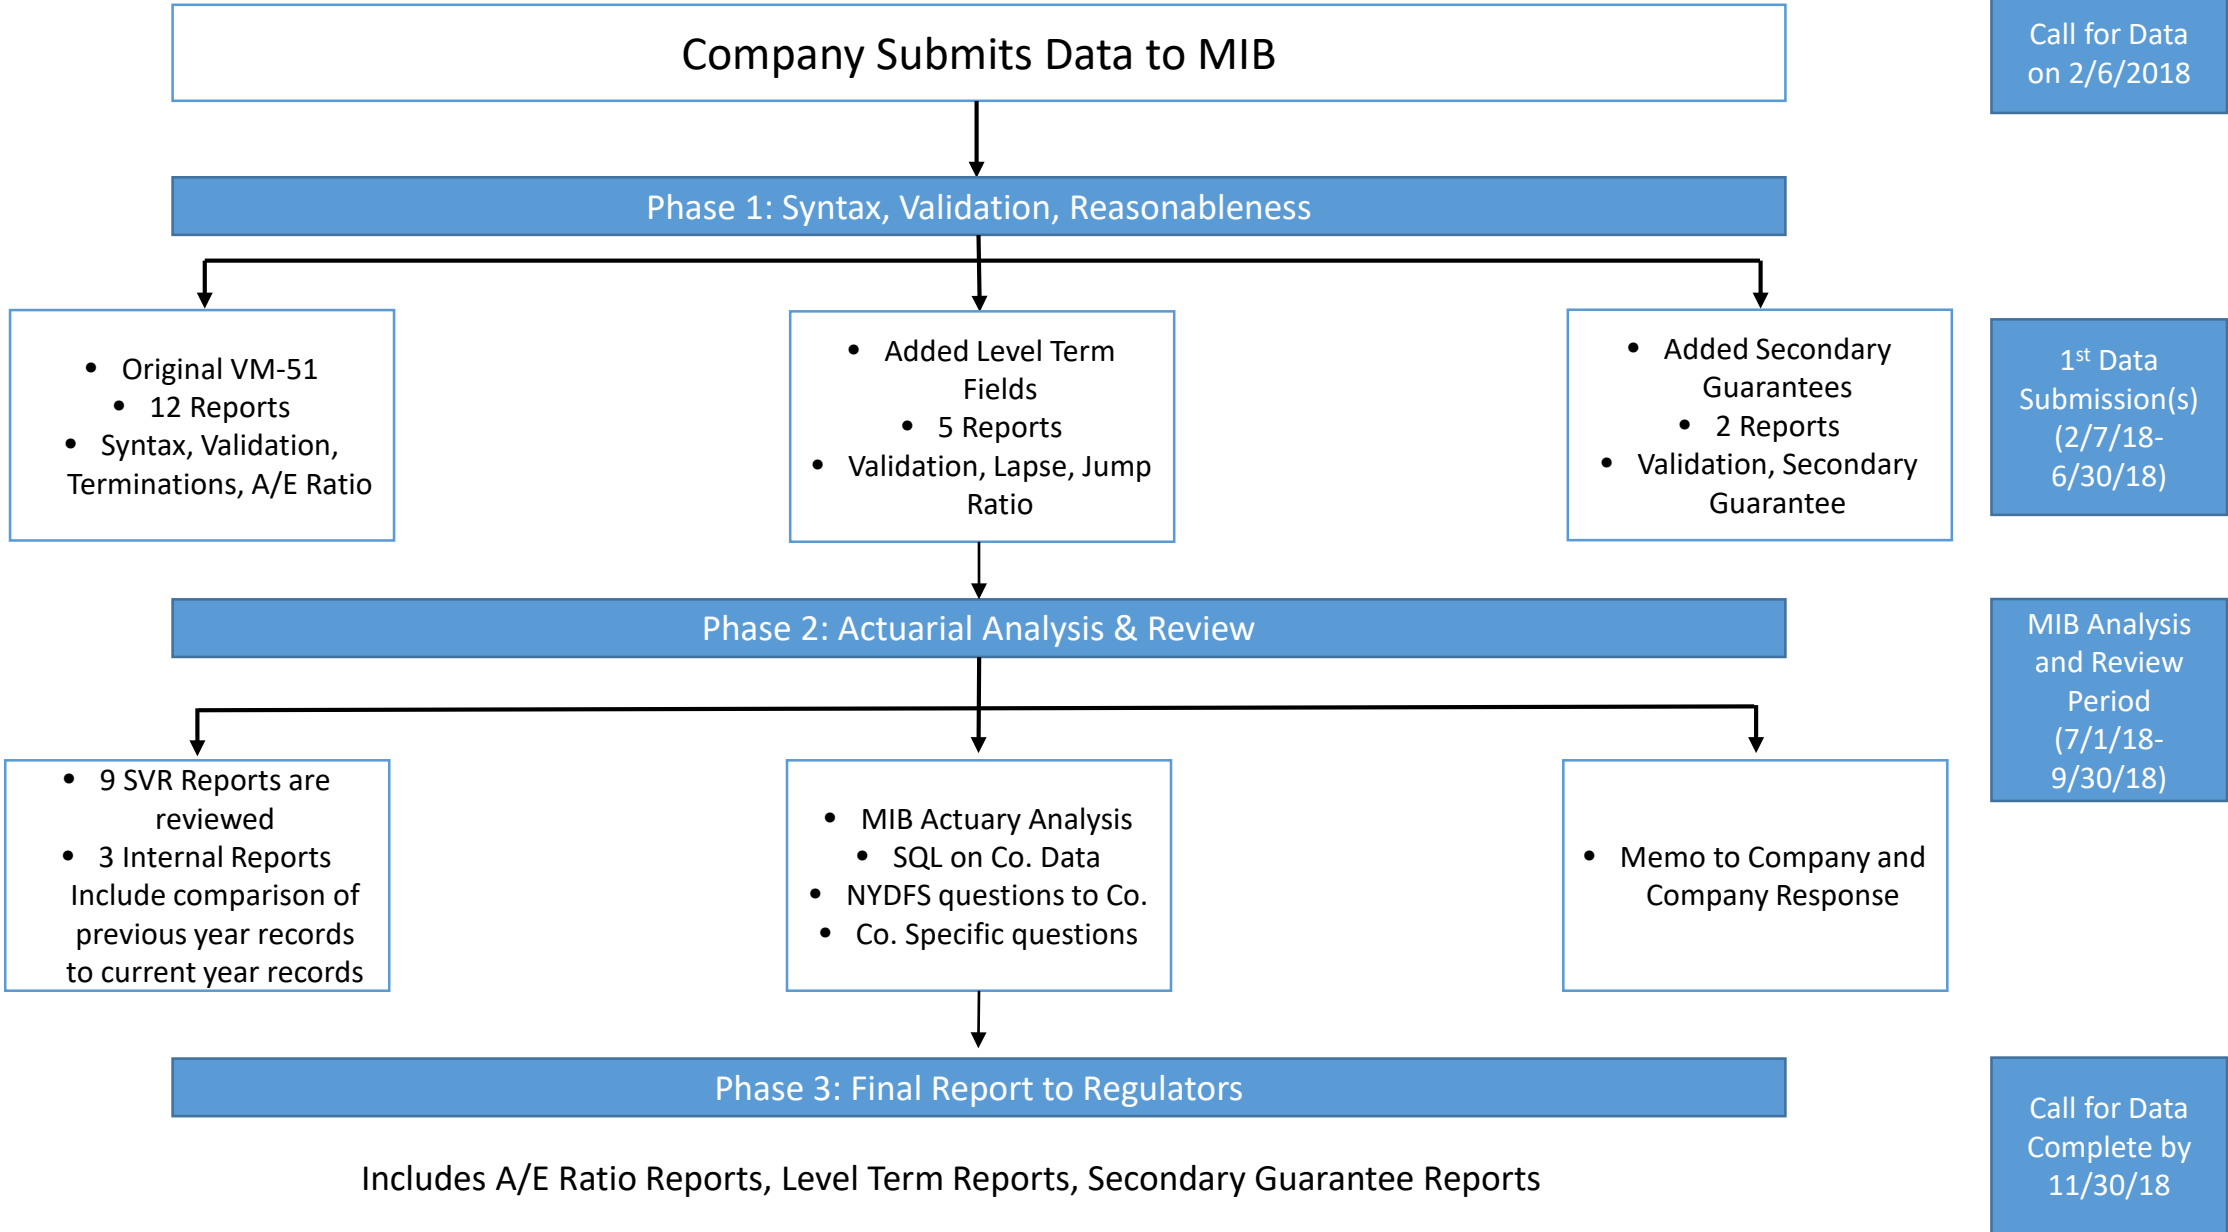 Company Submits Data to MIB
Call for Data
on 2/6/2018
Phase 1: Syntax, Validation, Reasonableness
• Original VM-51
• 12 Reports
• Syntax, Validation,
Terminations, A/E Ratio
• Added Level Term
Fields
• 5 Reports
• Validation, Lapse, Jump
Ratio
• Added Secondary
Guarantees
• 2 Reports
• Validation, Secondary
Guarantee
1st Data
Submission(s)
(2/7/18-
6/30/18)
Phase 2: Actuarial Analysis & Review
MIB Analysis
and Review
Period
(7/1/18-
9/30/18)
• 9 SVR Reports are
reviewed
• 3 Internal Reports
Include comparison of
previous year records
to current year records
• MIB Actuary Analysis
• SQL on Co. Data
• NYDFS questions to Co.
• Co. Specific questions
• Memo to Company and
Company Response
Phase 3: Final Report to Regulators
Call for Data
Complete by
11/30/18
Includes A/E Ratio Reports, Level Term Reports, Secondary Guarantee Reports